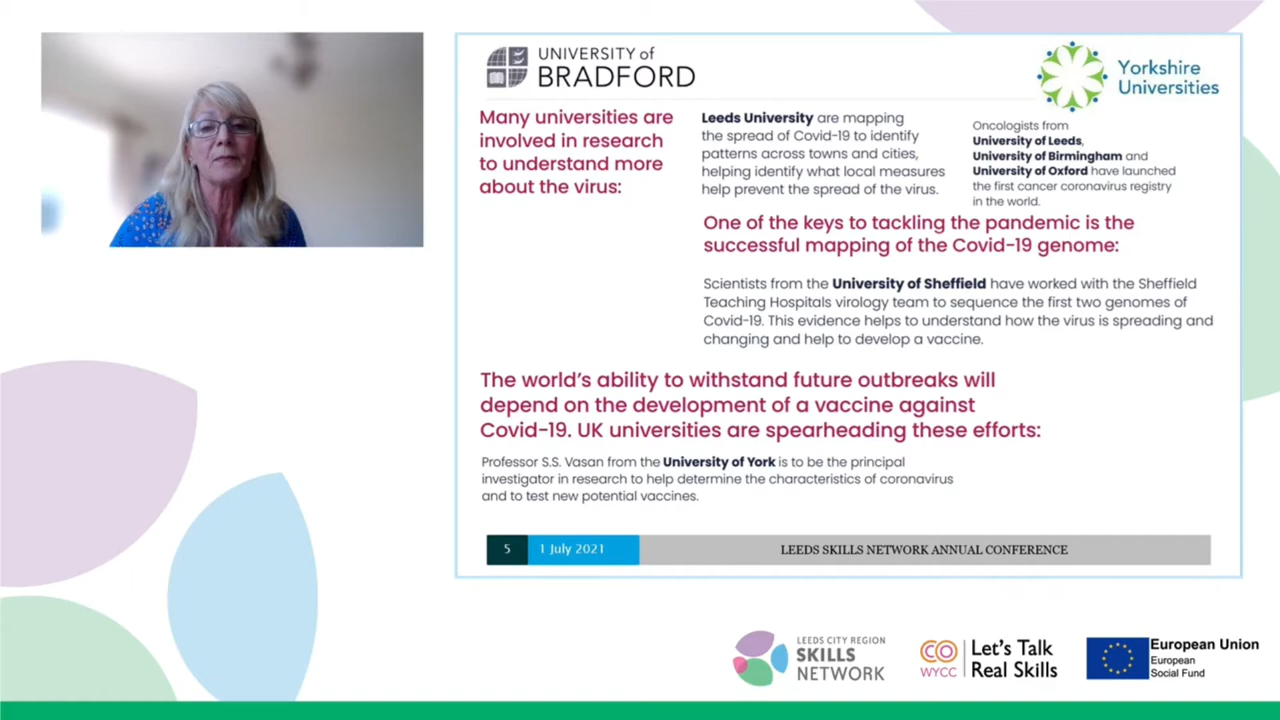 UNIVERSITY of
BRADFORD
Yorkshire
Universities
Many universities are
involved in research
to understand more
about the virus:
Leeds University are mapping
the spread of Covid-19 to identify
patterns across towns and cities,
helping identify what local measures
help prevent the spread of the virus.
Oncologists from
University of Leeds,
University of Birmingham and
University of Oxford have launched
the first cancer coronavirus registry
in the world.
One of the keys to tackling the pandemic is the
successful mapping of the Covid-19 genome:
Scientists from the University of Sheffield have worked with the Sheffield
Teaching Hospitals virology team to sequence the first two genomes of
Covid-19. This evidence helps to understand how the virus is spreading and
changing and help to develop a vaccine.
The world's ability to withstand future outbreaks will
depend on the development of a vaccine against
Covid-19. UK universities are spearheading these efforts:
Professor S.S. Vasan from the University of York is to be the principal
investigator in research to help determine the characteristics of coronavirus
and to test new potential vaccines.
5 1 July 2021 LEEDS SKILLS NETWORK ANNUAL CONFERENCE
LEEDS CITY REGION
SKILLS
NETWORK
CO
WYCC
Let's Talk
Real Skills
European Union
European
Social Fund